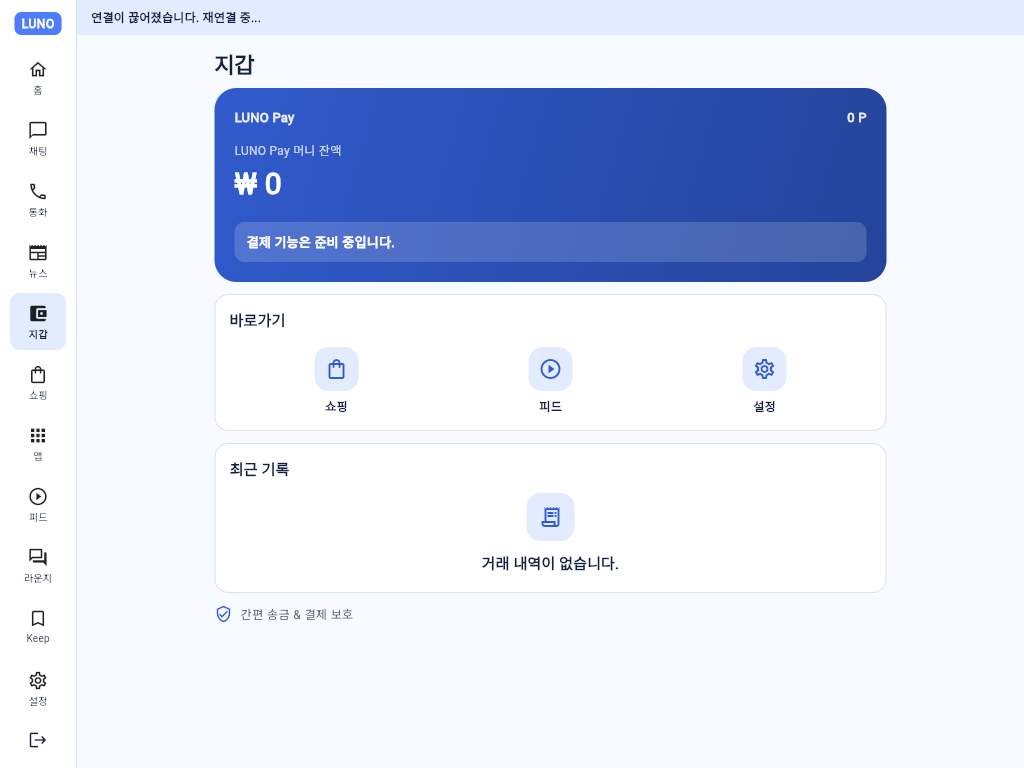 LUNO
홈
채팅
통화
뉴스
지갑
쇼핑
앱
피드
라운지
Keep
설정
연결이 끊어졌습니다. 재연결 중...
지갑
LUNO Pay
0 P
LUNO Pay 머니 잔액
₩ 0
결제 기능은 준비 중입니다.
바로가기
쇼핑
피드
설정
최근 기록
거래 내역이 없습니다.
간편 송금 & 결제 보호